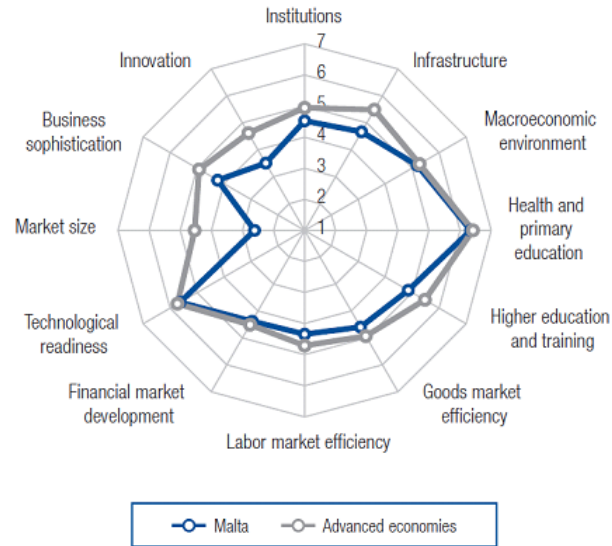 Institutions
Innovation
Infrastructure
Business
sophistication
Macroeconomic
environment
Market size
Health and
primary
education
Technological
readiness
Higher education
and training
Financial market
development
Goods market
efficiency
Labor market efficiency
7
6
5
4
3
2
1
Malta
Advanced economies